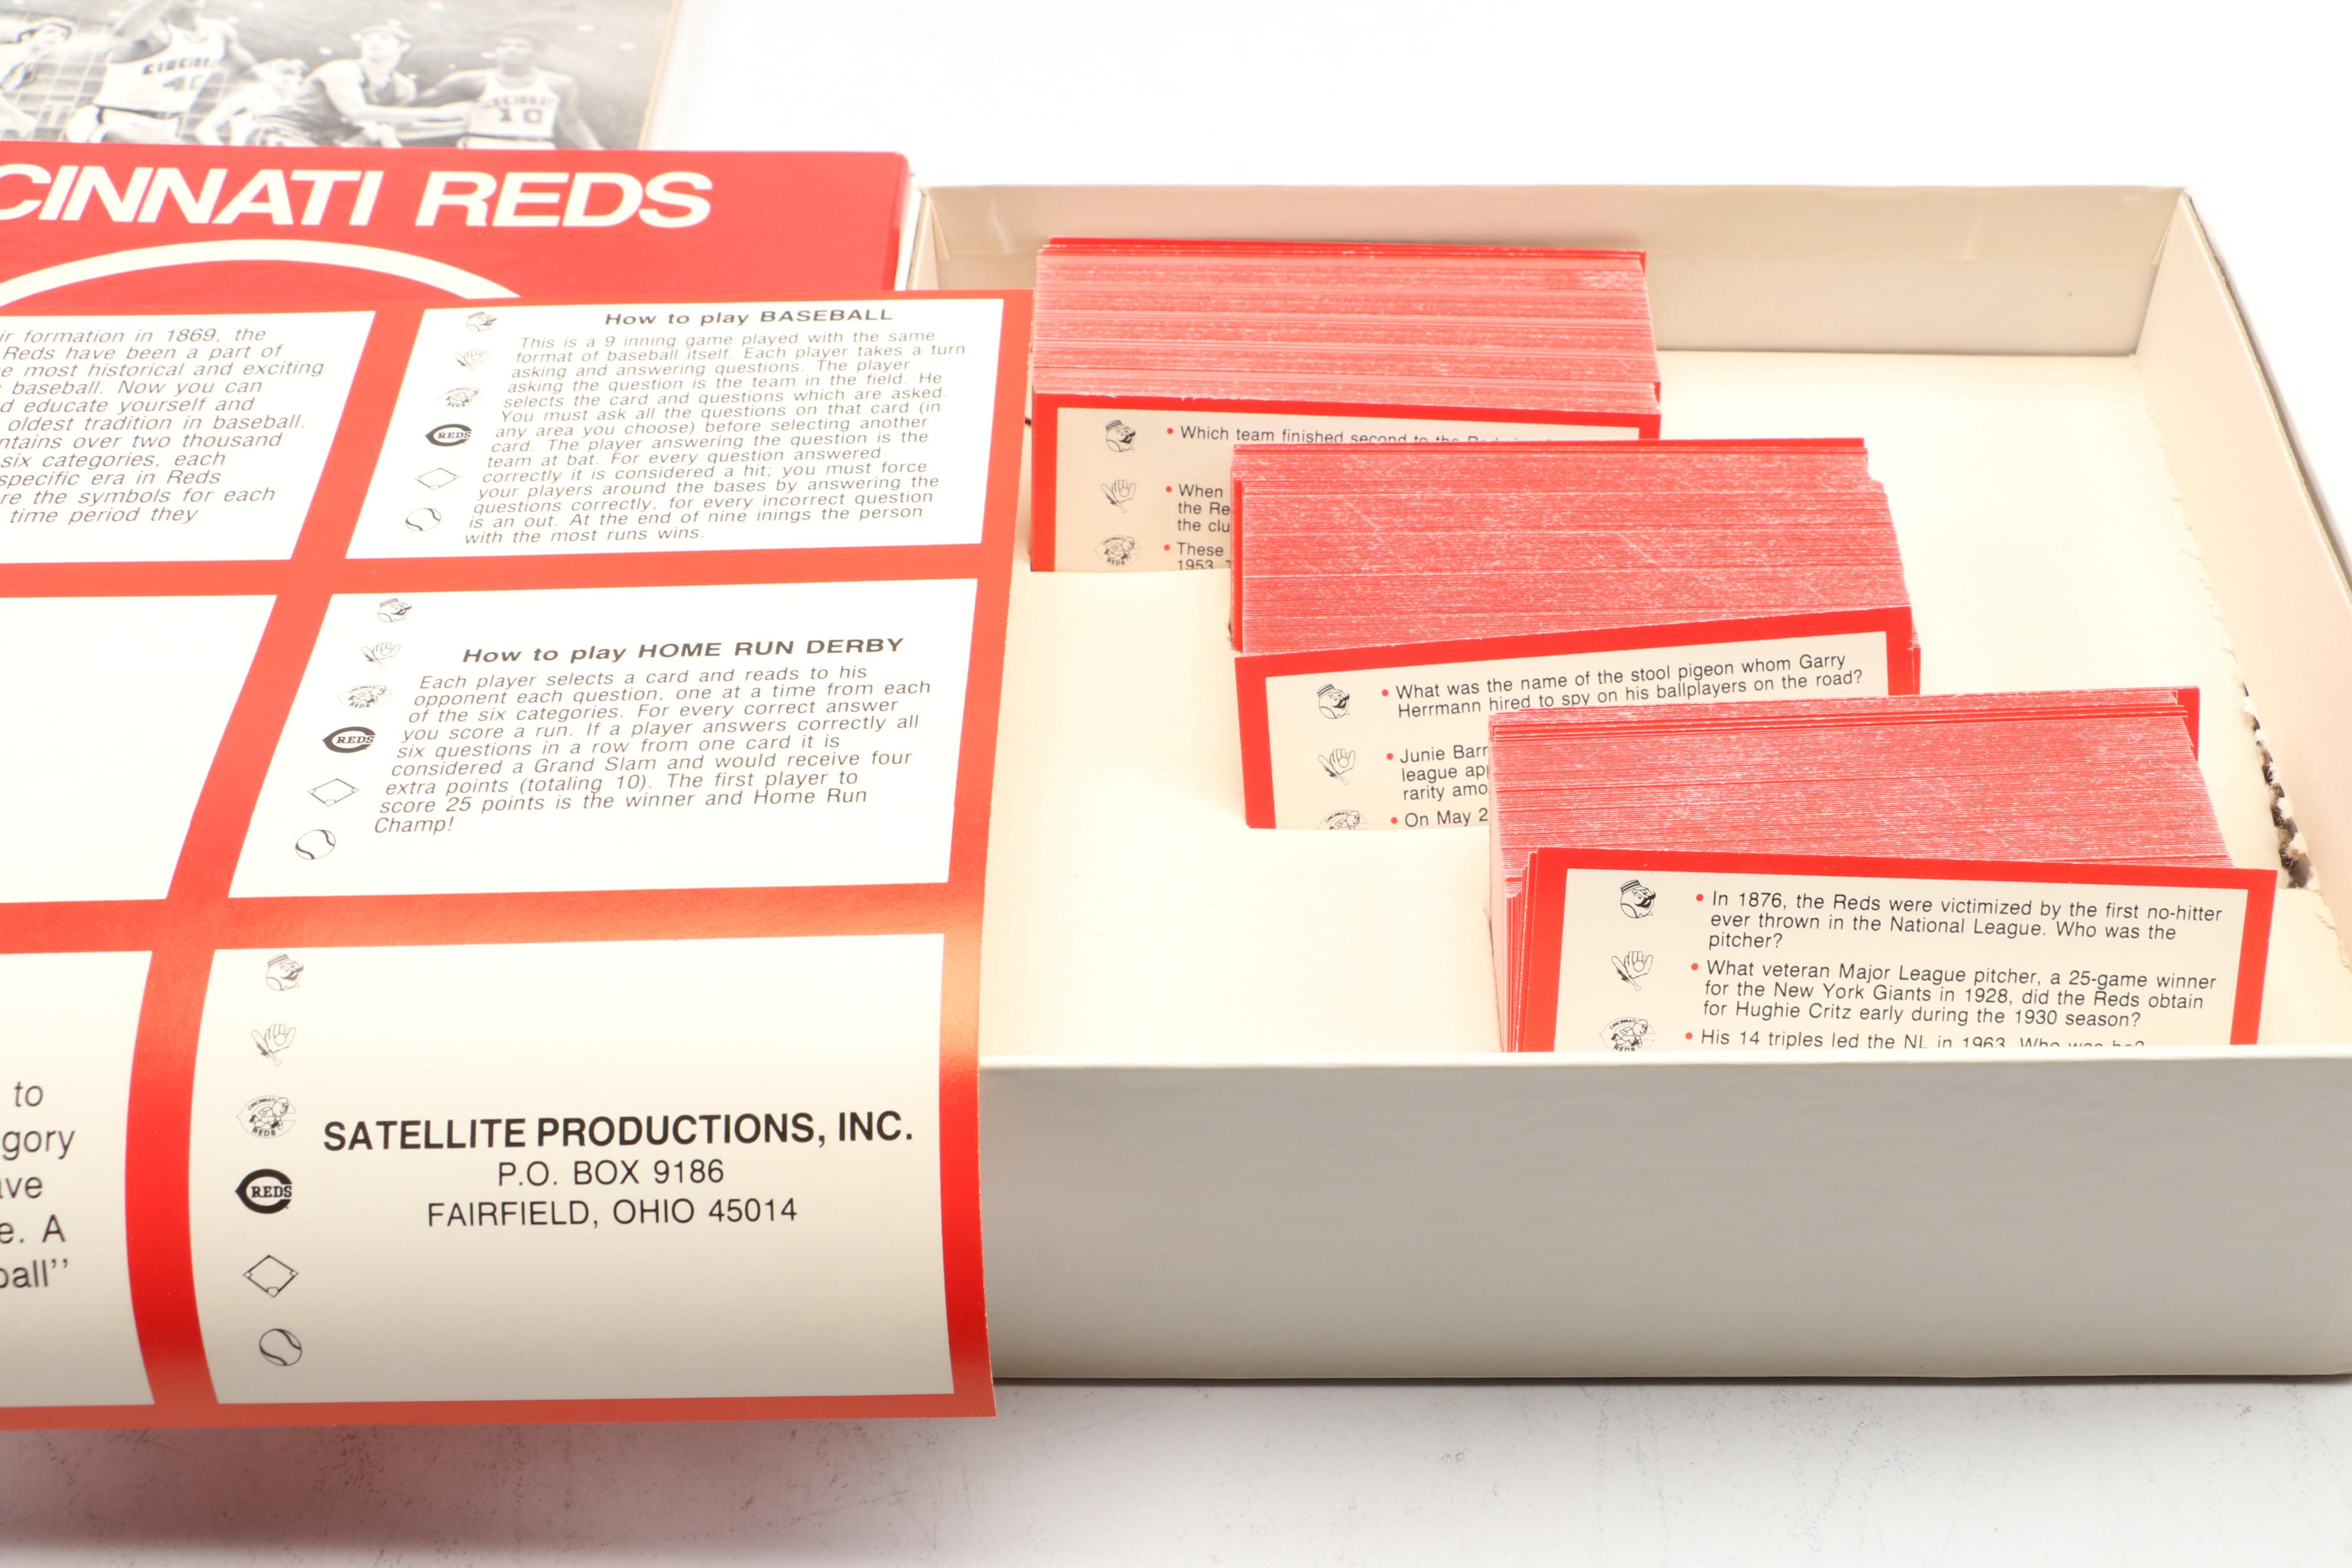 40
10
CINNATI REDS
ir formation in 1869, the
Reds have been a part of
e most historical and exciting
baseball. Now you can
d educate yourself and
oldest tradition in baseball.
ntains over two thousand
six categories, each
specific era in Reds
re the symbols for each
time period they
How to play BASEBALL
This is a 9 inning game played with the same
format of baseball itself. Each player takes a turn
asking and answering questions. The player
asking the question is the team in the field. He
selects the card and questions which are asked.
You must ask all the questions on that card (in
any area you choose) before selecting another
card. The player answering the question is the
team at bat. For every question answered
correctly it is considered a hit; you must force
your players around the bases by answering the
questions correctly, for every incorrect question
is an out. At the end of nine inings the person
with the most runs wins.
REDS
How to play HOME RUN DERBY
Each player selects a card and reads to his
opponent each question, one at a time from each
of the six categories. For every correct answer
you score a run. If a player answers correctly all
six questions in a row from one card it is
considered a Grand Slam and would receive four
extra points (totaling 10). The first player to
score 25 points is the winner and Home Run
Champ!
REDS
to
gory
ave
e. A
ball"
CINCINNATI
REDS
REDS
SATELLITE PRODUCTIONS, INC.
P.O. BOX 9186
FAIRFIELD, OHIO 45014
• Which team finished second to the Reds
• When
the Re
the clu
• These
1953.
• What was the name of the stool pigeon whom Garry
Herrmann hired to spy on his ballplayers on the road?
• Junie Barr
league ap
rarity amo
• On May 2
• In 1876, the Reds were victimized by the first no-hitter
ever thrown in the National League. Who was the
pitcher?
• What veteran Major League pitcher, a 25-game winner
for the New York Giants in 1928, did the Reds obtain
for Hughie Critz early during the 1930 season?
• His 14 triples led the NL in 1963. Who was he?